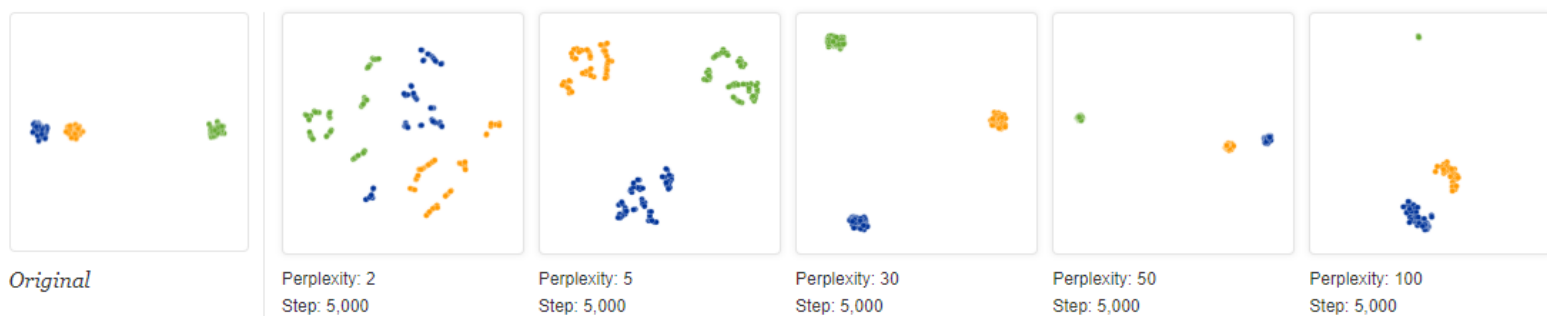 Original
Perplexity: 2
Step: 5,000
Perplexity: 5
Step: 5,000
Perplexity: 30
Step: 5,000
Perplexity: 50
Step: 5,000
Perplexity: 100
Step: 5,000